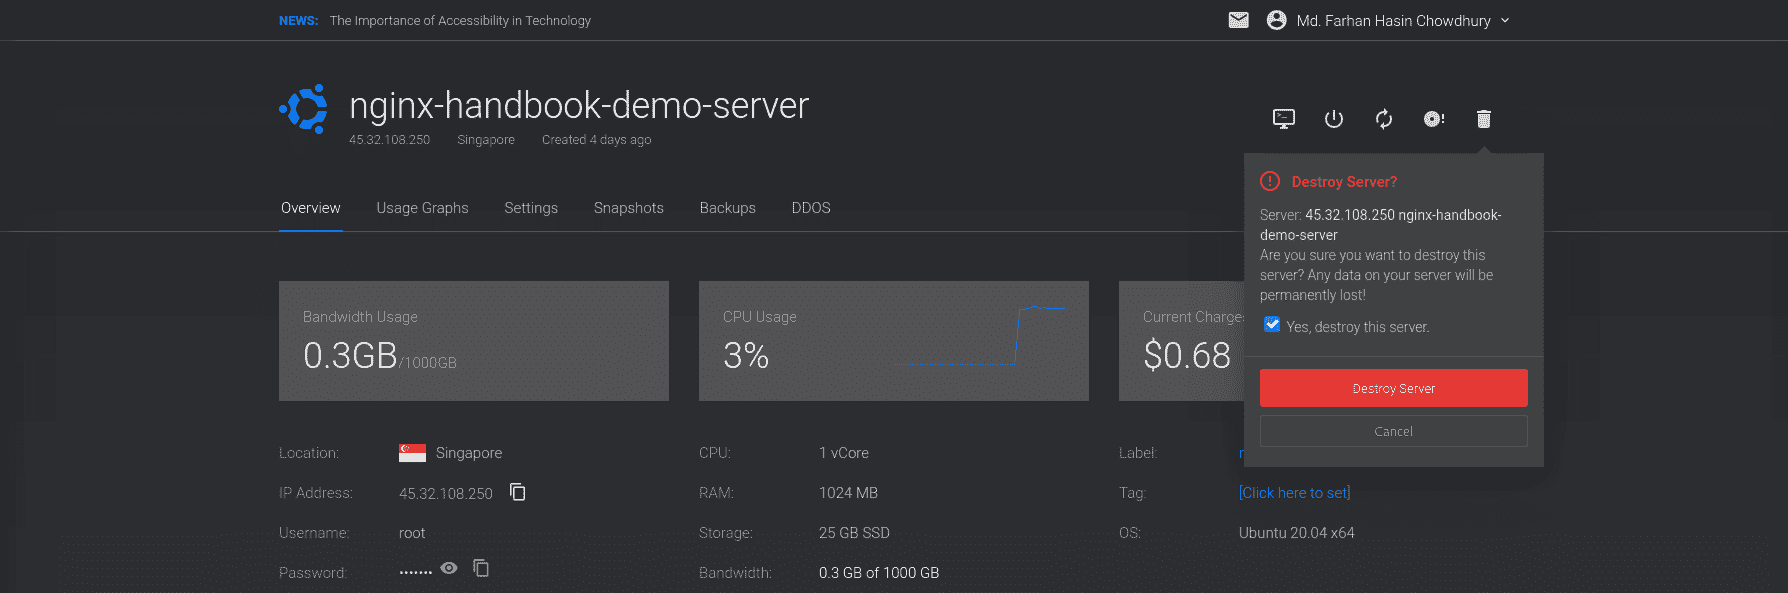 NEWS: The Importance of Accessibility in Technology
Md. Farhan Hasin Chowdhury
nginx-handbook-demo-server
45.32.108.250 Singapore Created 4 days ago
Overview Usage Graphs Settings Snapshots Backups DDOS
Destroy Server?
Server: 45.32.108.250 nginx-handbook-
demo-server
Are you sure you want to destroy this
server? Any data on your server will be
permanently lost!
Yes, destroy this server.
Destroy Server
Cancel
Bandwidth Usage
0.3GB/1000GB
CPU Usage
3%
Current Charge
$0.68
Location: Singapore
IP Address: 45.32.108.250
Username: root
Password: •••••••
CPU: 1 vCore
RAM: 1024 MB
Storage: 25 GB SSD
Bandwidth: 0.3 GB of 1000 GB
Label:
Tag: [Click here to set]
OS: Ubuntu 20.04 x64